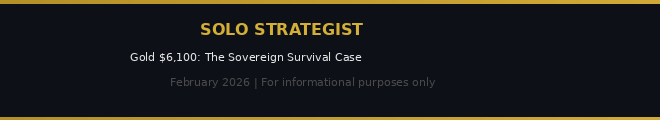 SOLO STRATEGIST
Gold $6,100: The Sovereign Survival Case
February 2026 | For informational purposes only